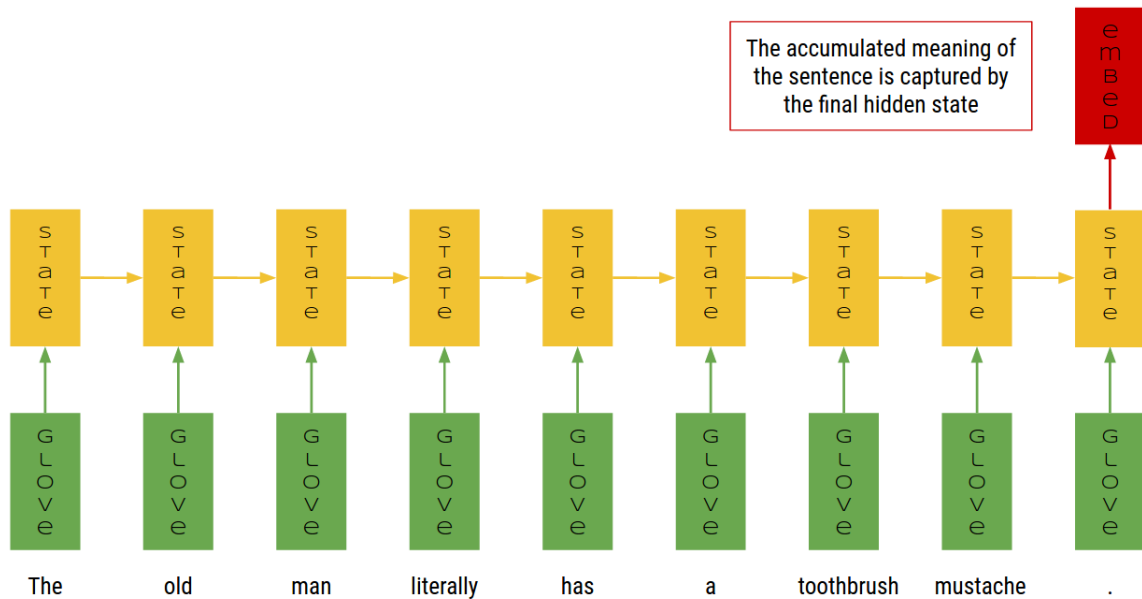 The accumulated meaning of
the sentence is captured by
the final hidden state
emBeD
sTaTe sTaTe sTaTe sTaTe sTaTe sTaTe sTaTe sTaTe sTaTe
GLOVe GLOVe GLOVe GLOVe GLOVe GLOVe GLOVe GLOVe GLOVe
The old man literally has a toothbrush mustache .